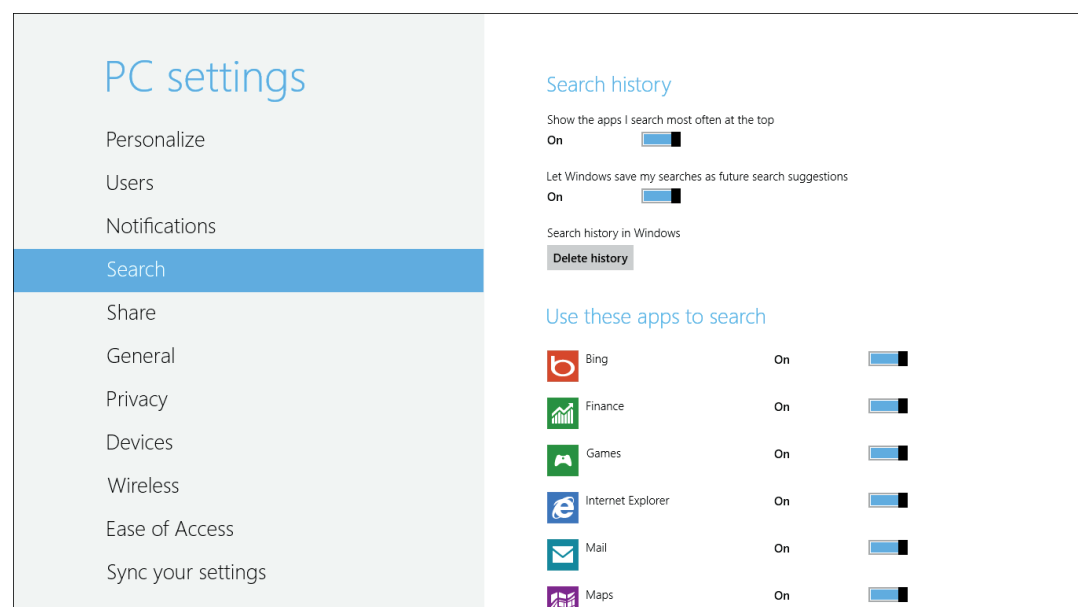 PC settings
Personalize
Users
Notifications
Search
Share
General
Privacy
Devices
Wireless
Ease of Access
Sync your settings
Search history
Show the apps I search most often at the top
On
Let Windows save my searches as future search suggestions
On
Search history in Windows
Delete history
Use these apps to search
Bing On
Finance On
Games On
Internet Explorer On
Mail On
Maps On